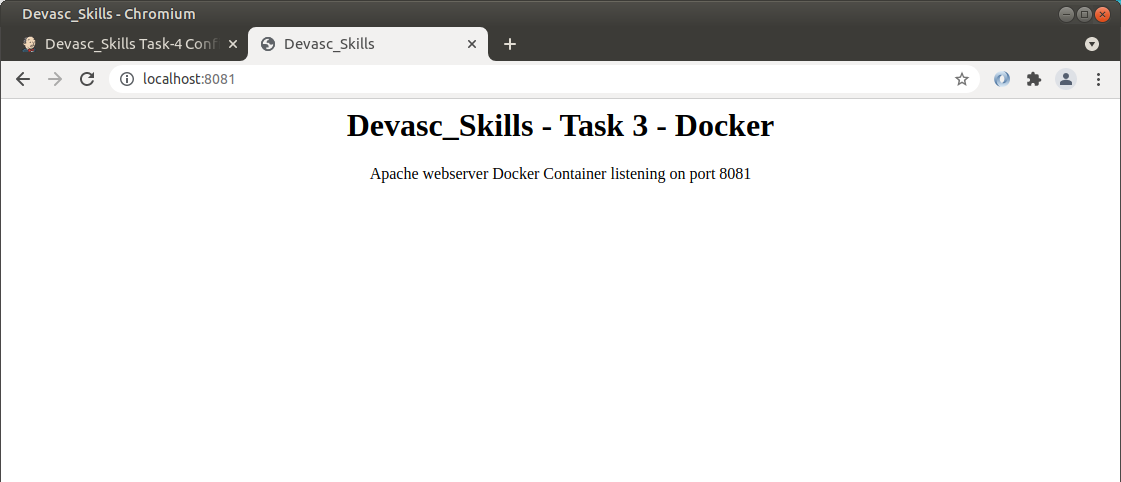 Devasc_Skills - Chromium
Devasc_Skills Task-4 Conf
Devasc_Skills
localhost:8081
Devasc_Skills - Task 3 - Docker
Apache webserver Docker Container listening on port 8081